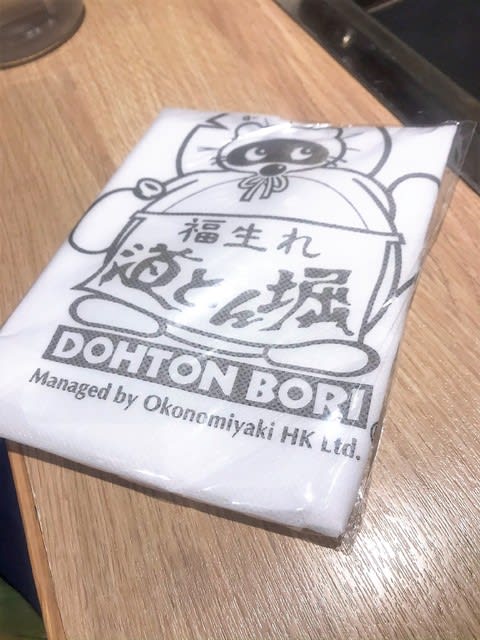 福生れ
道とん堀
DOHTON BORI
Managed by Okonomiyaki HK Ltd.